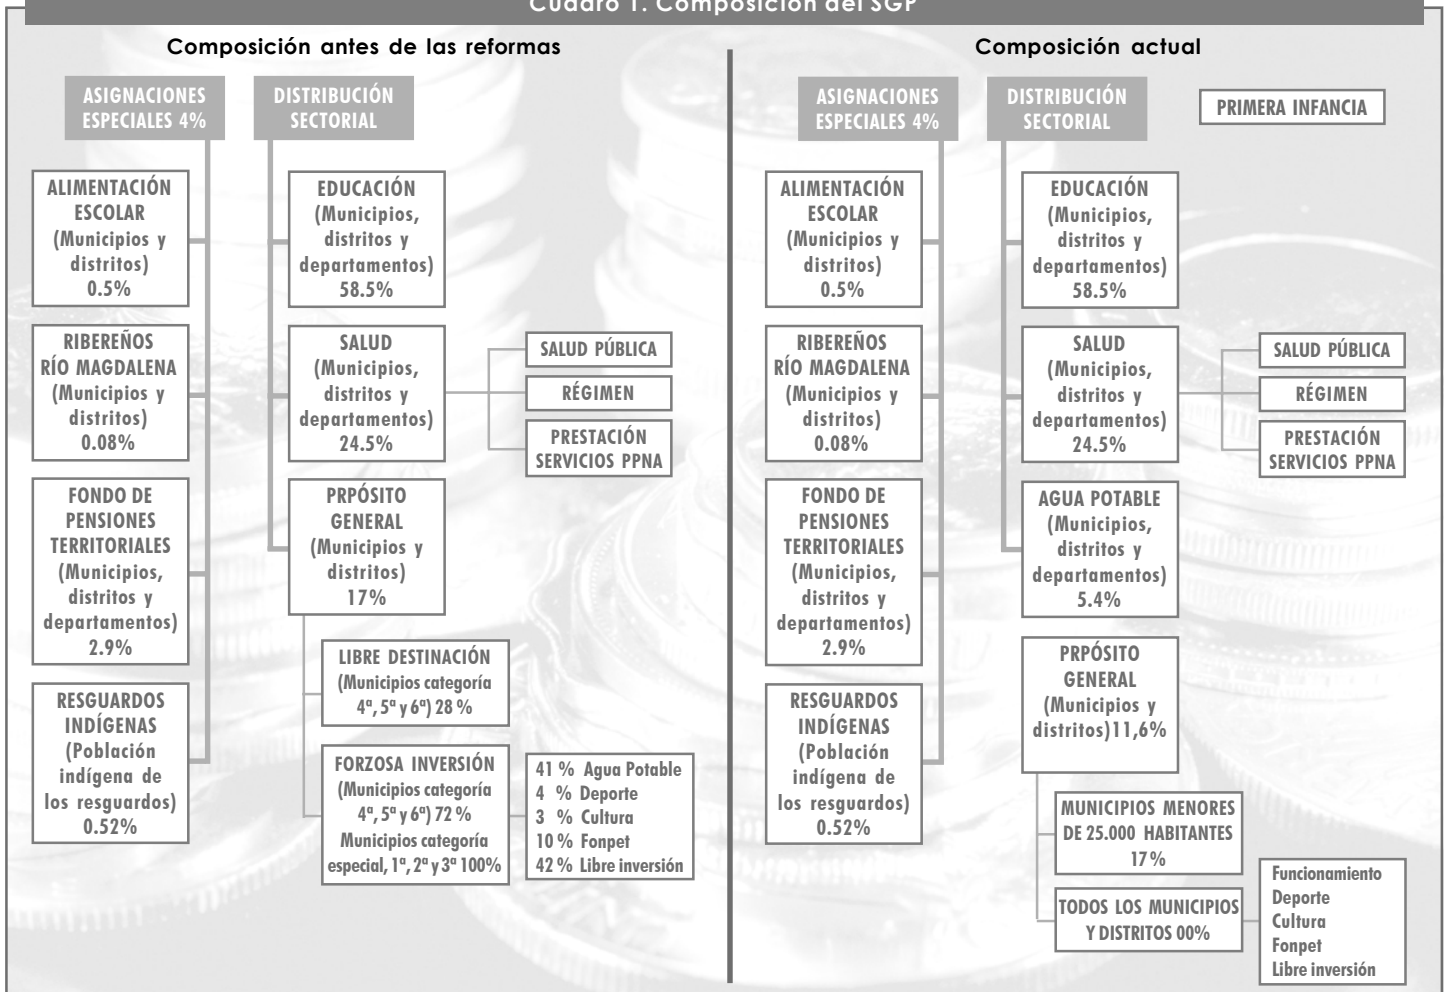 Cuadro 1. Composición del SGP
Composición antes de las reformas
ASIGNACIONES
ESPECIALES 4%
DISTRIBUCIÓN
SECTORIAL
ALIMENTACIÓN
ESCOLAR
(Municipios y
distritos)
0.5%
RIBEREÑOS
RÍO MAGDALENA
(Municipios y
distritos)
0.08%
FONDO DE
PENSIONES
TERRITORIALES
(Municipios,
distritos y
departamentos)
2.9%
RESGUARDOS
INDÍGENAS
(Población
indígena de
los resguardos)
0.52%
EDUCACIÓN
(Municipios,
distritos y
departamentos)
58.5%
SALUD
(Municipios,
distritos y
departamentos)
24.5%
SALUD PÚBLICA
RÉGIMEN
PRESTACIÓN
SERVICIOS PPNA
PRPÓSITO
GENERAL
(Municipios y
distritos)
17%
LIBRE DESTINACIÓN
(Municipios categoría
4ª, 5ª y 6ª) 28 %
FORZOSA INVERSIÓN
(Municipios categoría
4ª, 5ª y 6ª) 72 %
Municipios categoría
especial, 1ª, 2ª y 3ª 100%
41 % Agua Potable
4 % Deporte
3 % Cultura
10 % Fonpet
42 % Libre inversión
Composición actual
ASIGNACIONES
ESPECIALES 4%
DISTRIBUCIÓN
SECTORIAL
PRIMERA INFANCIA
ALIMENTACIÓN
ESCOLAR
(Municipios y
distritos)
0.5%
RIBEREÑOS
RÍO MAGDALENA
(Municipios y
distritos)
0.08%
FONDO DE
PENSIONES
TERRITORIALES
(Municipios,
distritos y
departamentos)
2.9%
RESGUARDOS
INDÍGENAS
(Población
indígena de
los resguardos)
0.52%
EDUCACIÓN
(Municipios,
distritos y
departamentos)
58.5%
SALUD
(Municipios,
distritos y
departamentos)
24.5%
SALUD PÚBLICA
RÉGIMEN
PRESTACIÓN
SERVICIOS PPNA
AGUA POTABLE
(Municipios,
distritos y
departamentos)
5.4%
PRPÓSITO
GENERAL
(Municipios y
distritos)11,6%
MUNICIPIOS MENORES
DE 25.000 HABITANTES
17%
TODOS LOS MUNICIPIOS
Y DISTRITOS 00%
Funcionamiento
Deporte
Cultura
Fonpet
Libre inversión